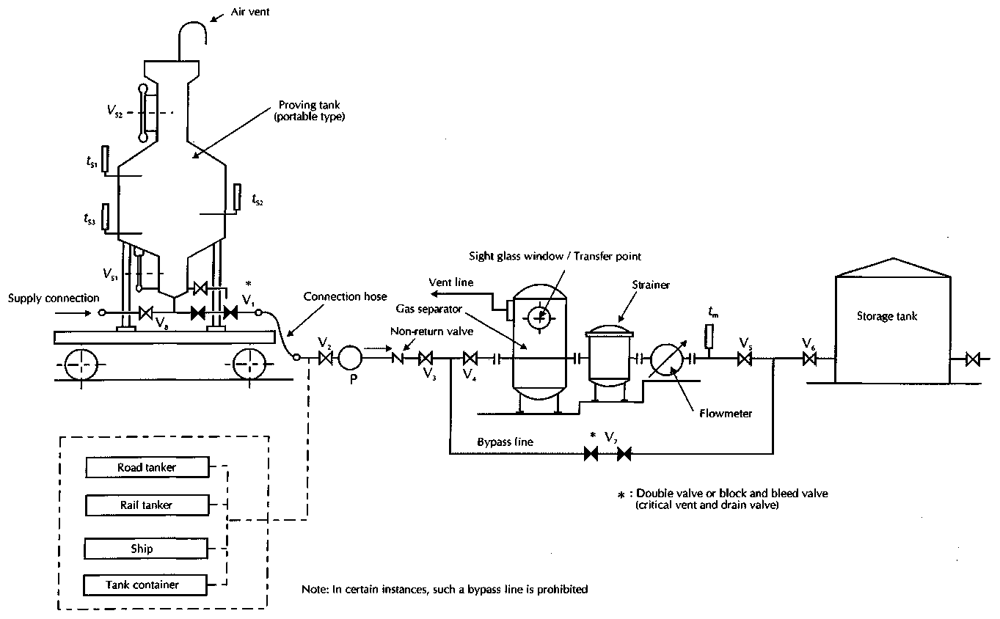 Air vent
V_S2
Proving tank
(portable type)
t_S1
t_S2
t_S3
V_S1
*
V_1
Supply connection
V_8
Connection hose
Sight glass window / Transfer point
Vent line
Gas separator
Strainer
Non-return valve
t_m
Storage tank
V_2
P
V_3
V_4
V_5
V_6
Flowmeter
Bypass line
* V_7
Road tanker
Rail tanker
Ship
Tank container
* : Double valve or block and bleed valve
(critical vent and drain valve)
Note: In certain instances, such a bypass line is prohibited